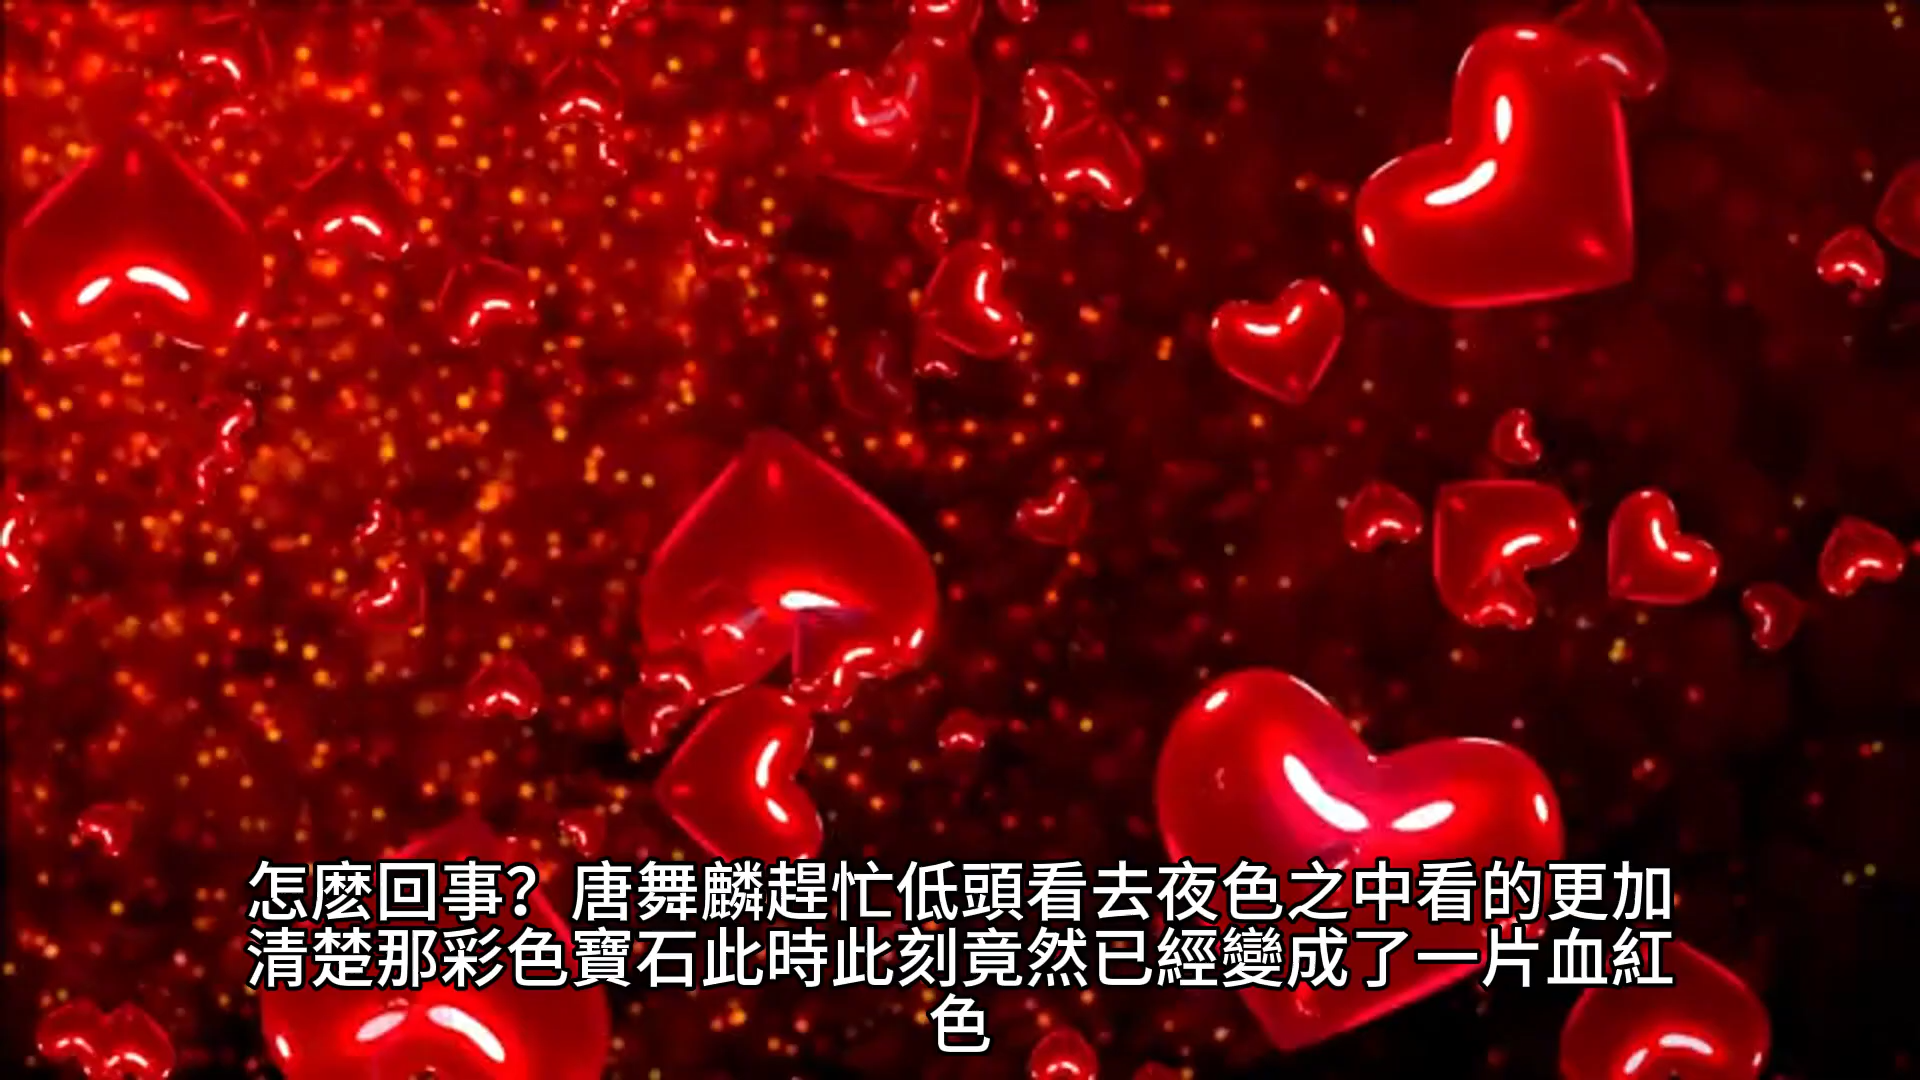 怎麽回事？唐舞麟趕忙低頭看去夜色之中看的更加
清楚那彩色寶石此時此刻竟然已經變成了一片血紅
色